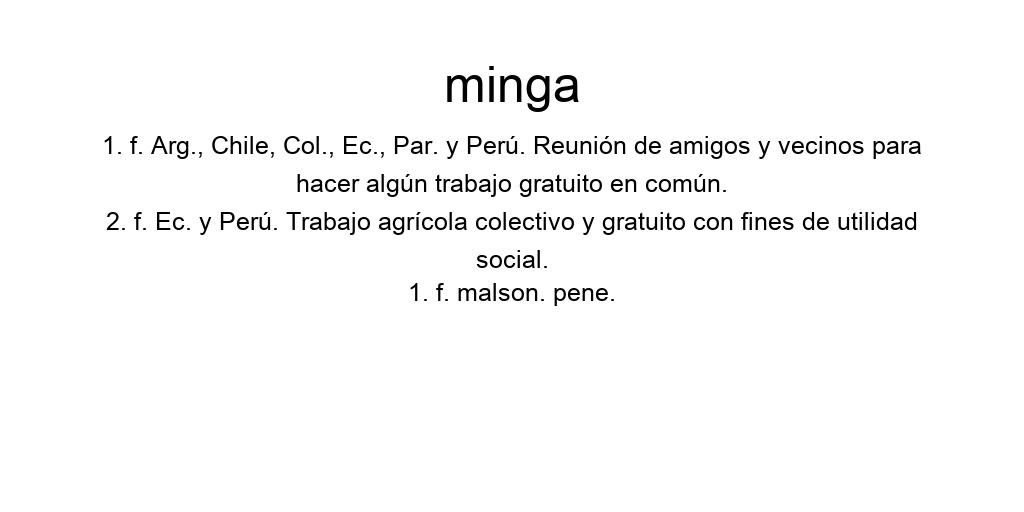 minga
1. f. Arg., Chile, Col., Ec., Par. y Perú. Reunión de amigos y vecinos para
hacer algún trabajo gratuito en común.
2. f. Ec. y Perú. Trabajo agrícola colectivo y gratuito con fines de utilidad
social.
1. f. malson. pene.